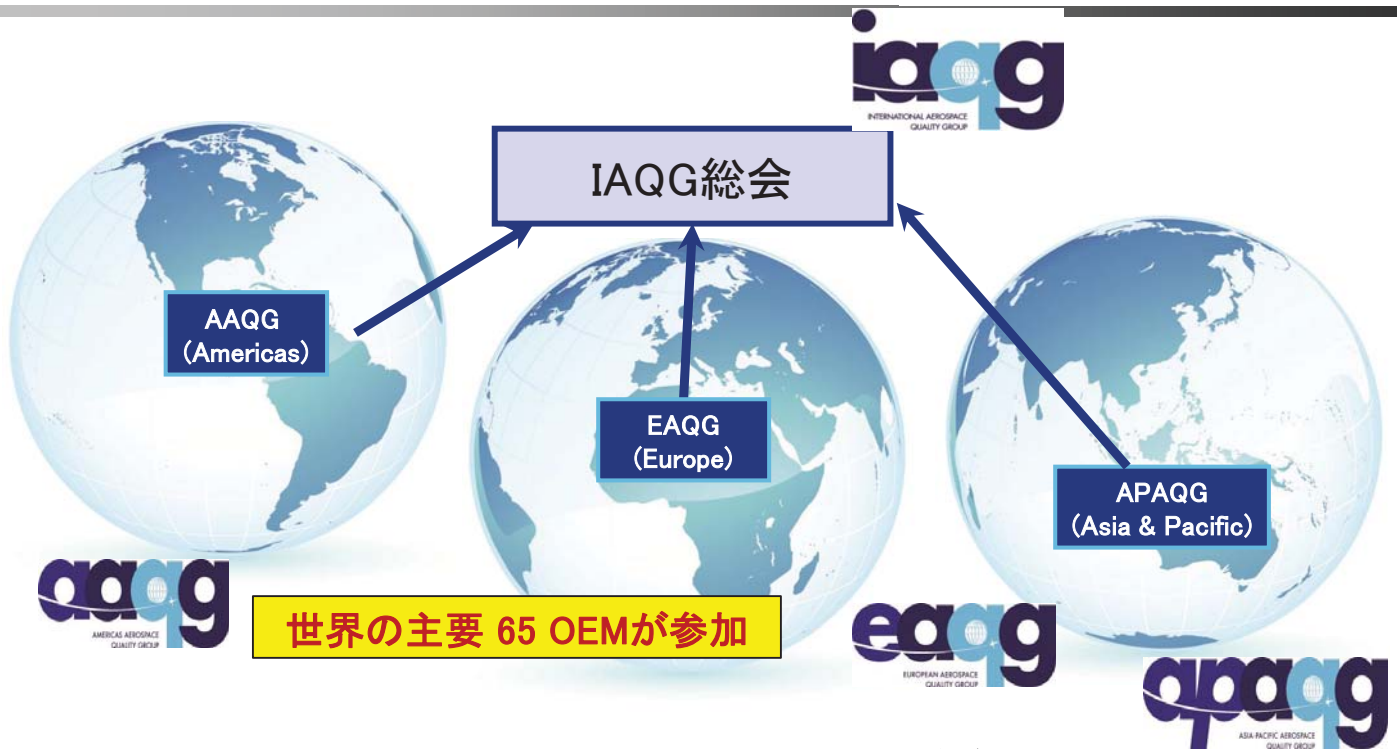 iaqg
INTERNATIONAL AEROSPACE
QUALITY GROUP
IAQG総会
AAQG
(Americas)
EAQG
(Europe)
APAQG
(Asia & Pacific)
aaqg
AMERICAS AEROSPACE
QUALITY GROUP
世界の主要 65 OEMが参加
eaqg
EUROPEAN AEROSPACE
QUALITY GROUP
apaqg
ASIA-PACIFIC AEROSPACE
QUALITY GROUP